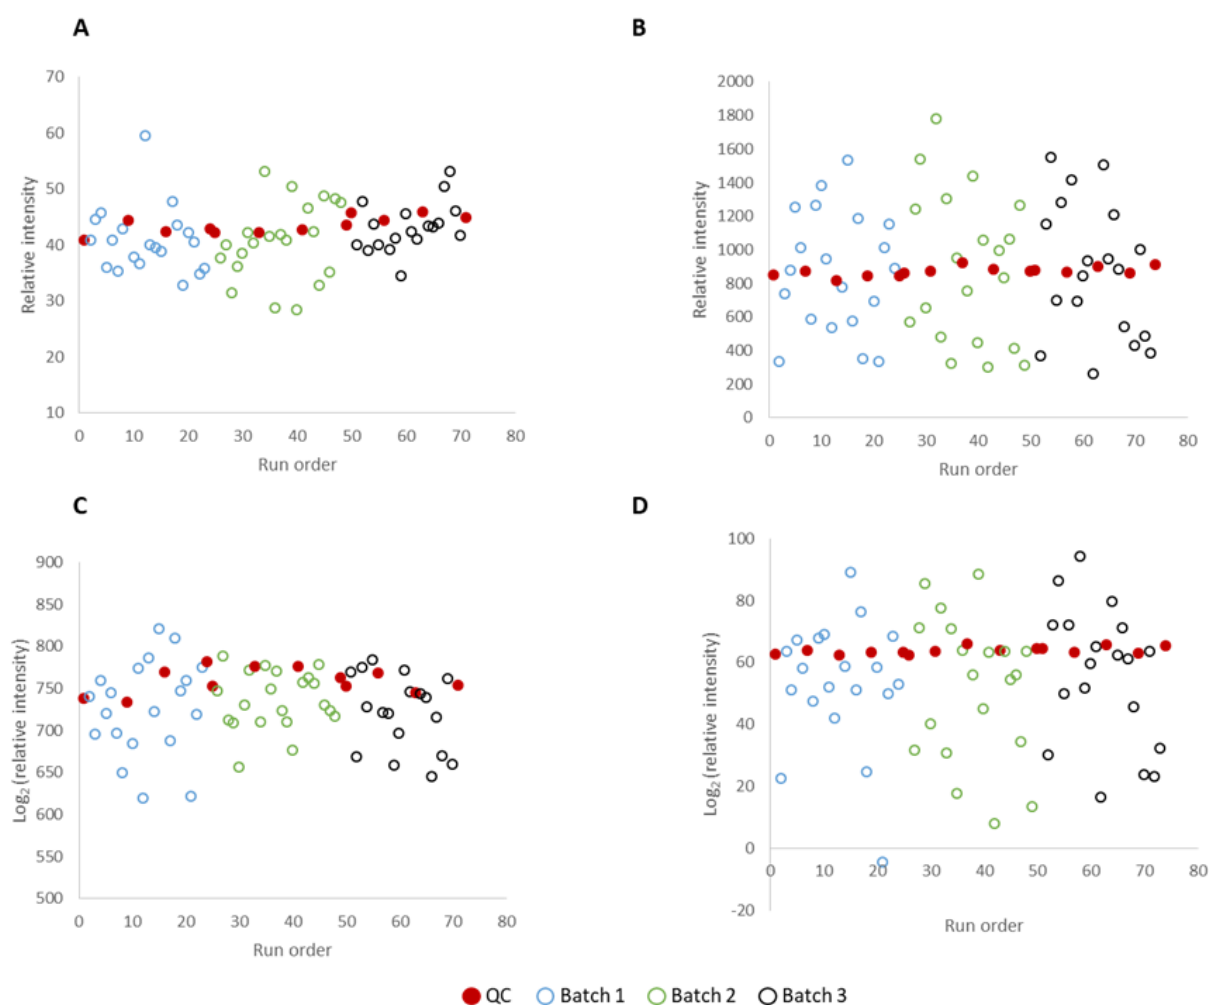 A
70
60
50
40
30
20
10
0 10 20 30 40 50 60 70 80
Relative intensity
Run order
B
2000
1800
1600
1400
1200
1000
800
600
400
200
0
0 10 20 30 40 50 60 70 80
Relative intensity
Run order
C
900
850
800
750
700
650
600
550
500
0 10 20 30 40 50 60 70 80
Log₂ (relative intensity)
Run order
D
100
80
60
40
20
0
-20
0 10 20 30 40 50 60 70 80
Log₂ (relative intensity)
Run order
QC Batch 1 Batch 2 Batch 3